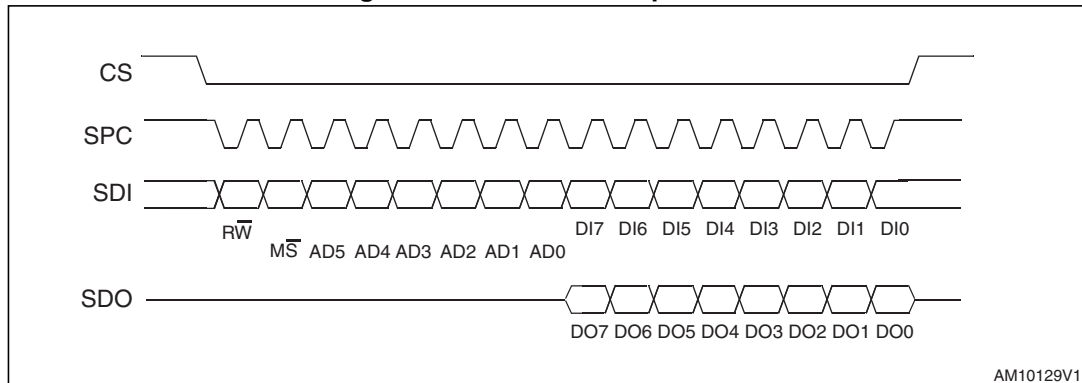 CS
SPC
SDI
RW̅
DI7 DI6 DI5 DI4 DI3 DI2 DI1 DI0
MS̅ AD5 AD4 AD3 AD2 AD1 AD0
SDO
DO7 DO6 DO5 DO4 DO3 DO2 DO1 DO0
AM10129V1